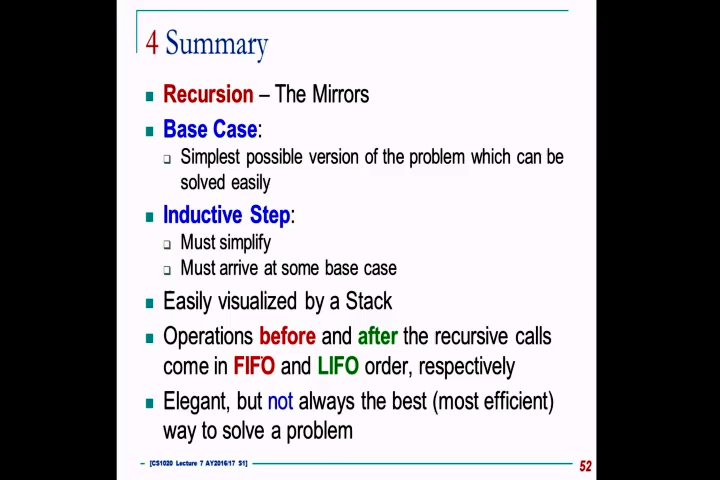 4 Summary
Recursion – The Mirrors
Base Case:
Simplest possible version of the problem which can be
solved easily
Inductive Step:
Must simplify
Must arrive at some base case
Easily visualized by a Stack
Operations before and after the recursive calls
come in FIFO and LIFO order, respectively
Elegant, but not always the best (most efficient)
way to solve a problem
[CS1020 Lecture 7 AY2016/17 S1]
52